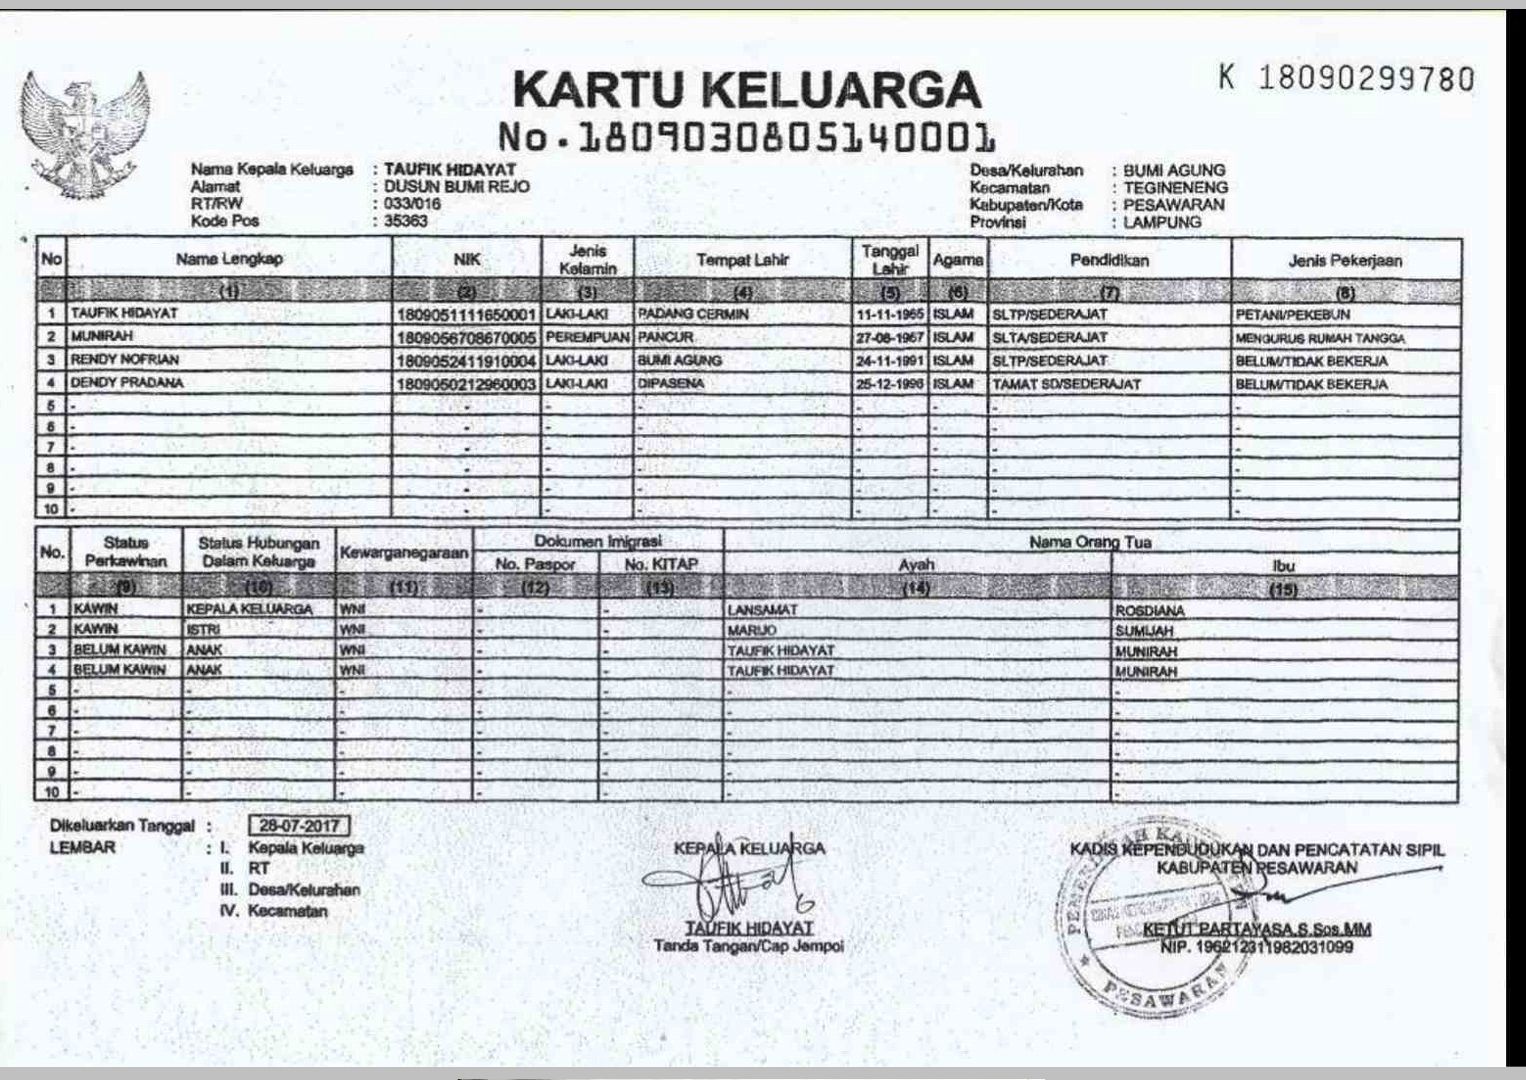 KARTU KELUARGA
K 18090299780
No.1809030805140001
Nama Kepala Keluarga : TAUFIK HIDAYAT
Alamat : DUSUN BUMI REJO
RT/RW : 033/016
Kode Pos : 35363
Desa/Kelurahan : BUMI AGUNG
Kecamatan : TEGINENENG
Kabupaten/Kota : PESAWARAN
Provinsi : LAMPUNG
No Nama Lengkap NIK Jenis Kelamin Tempat Lahir Tanggal Lahir Agama Pendidikan Jenis Pekerjaan
(1) (2) (3) (4) (5) (6) (7) (8)
1 TAUFIK HIDAYAT 1809051111650001 LAKI-LAKI PADANG CERMIN 11-11-1965 ISLAM SLTP/SEDERAJAT PETANI/PEKEBUN
2 MUNIRAH 1809056708670005 PEREMPUAN PANCUR 27-08-1967 ISLAM SLTA/SEDERAJAT MENGURUS RUMAH TANGGA
3 RENDY NOFRIAN 1809052411910004 LAKI-LAKI BUMI AGUNG 24-11-1991 ISLAM SLTP/SEDERAJAT BELUM/TIDAK BEKERJA
4 DENDY PRADANA 1809050212960003 LAKI-LAKI DIPASENA 25-12-1996 ISLAM TAMAT SD/SEDERAJAT BELUM/TIDAK BEKERJA
5 - - - - - - - -
6 - - - - - - - -
7 - - - - - - - -
8 - - - - - - - -
9 - - - - - - - -
10 - - - - - - - -
No. Status Perkawinan Status Hubungan Dalam Keluarga Kewarganegaraan Dokumen Imigrasi Nama Orang Tua
No. Paspor No. KITAP Ayah Ibu
(9) (10) (11) (12) (13) (14) (15)
1 KAWIN KEPALA KELUARGA WNI - - LANSAMAT ROSDIANA
2 KAWIN ISTRI WNI - - MARIJO SUMIJAH
3 BELUM KAWIN ANAK WNI - - TAUFIK HIDAYAT MUNIRAH
4 BELUM KAWIN ANAK WNI - - TAUFIK HIDAYAT MUNIRAH
5 - - - - - - -
6 - - - - - - -
7 - - - - - - -
8 - - - - - - -
9 - - - - - - -
10 - - - - - - -
Dikeluarkan Tanggal : 28-07-2017
LEMBAR : I. Kepala Keluarga
II. RT
III. Desa/Kelurahan
IV. Kecamatan
KEPALA KELUARGA
TAUFIK HIDAYAT
Tanda Tangan/Cap Jempol
KADIS KEPENDUDUKAN DAN PENCATATAN SIPIL
KABUPATEN PESAWARAN
KETUT PARTAYASA.S.Sos.MM
NIP. 196212311982031099
PESAWARAN